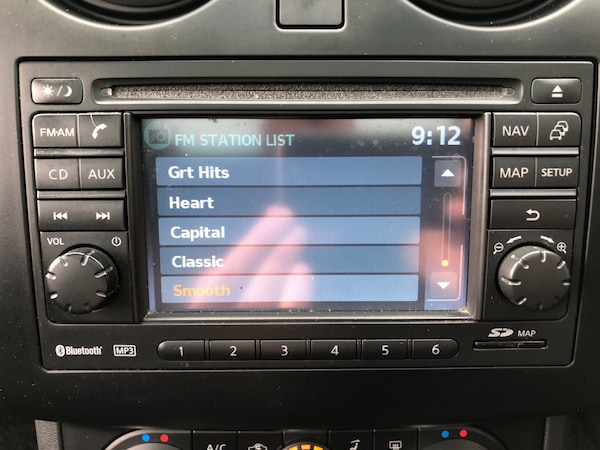 FM STATION LIST 9:12
Grt Hits
Heart
Capital
Classic
Smooth
FM·AM
CD AUX
VOL
NAV
MAP SETUP
Bluetooth MP3
1 2 3 4 5 6
SD MAP
A/C